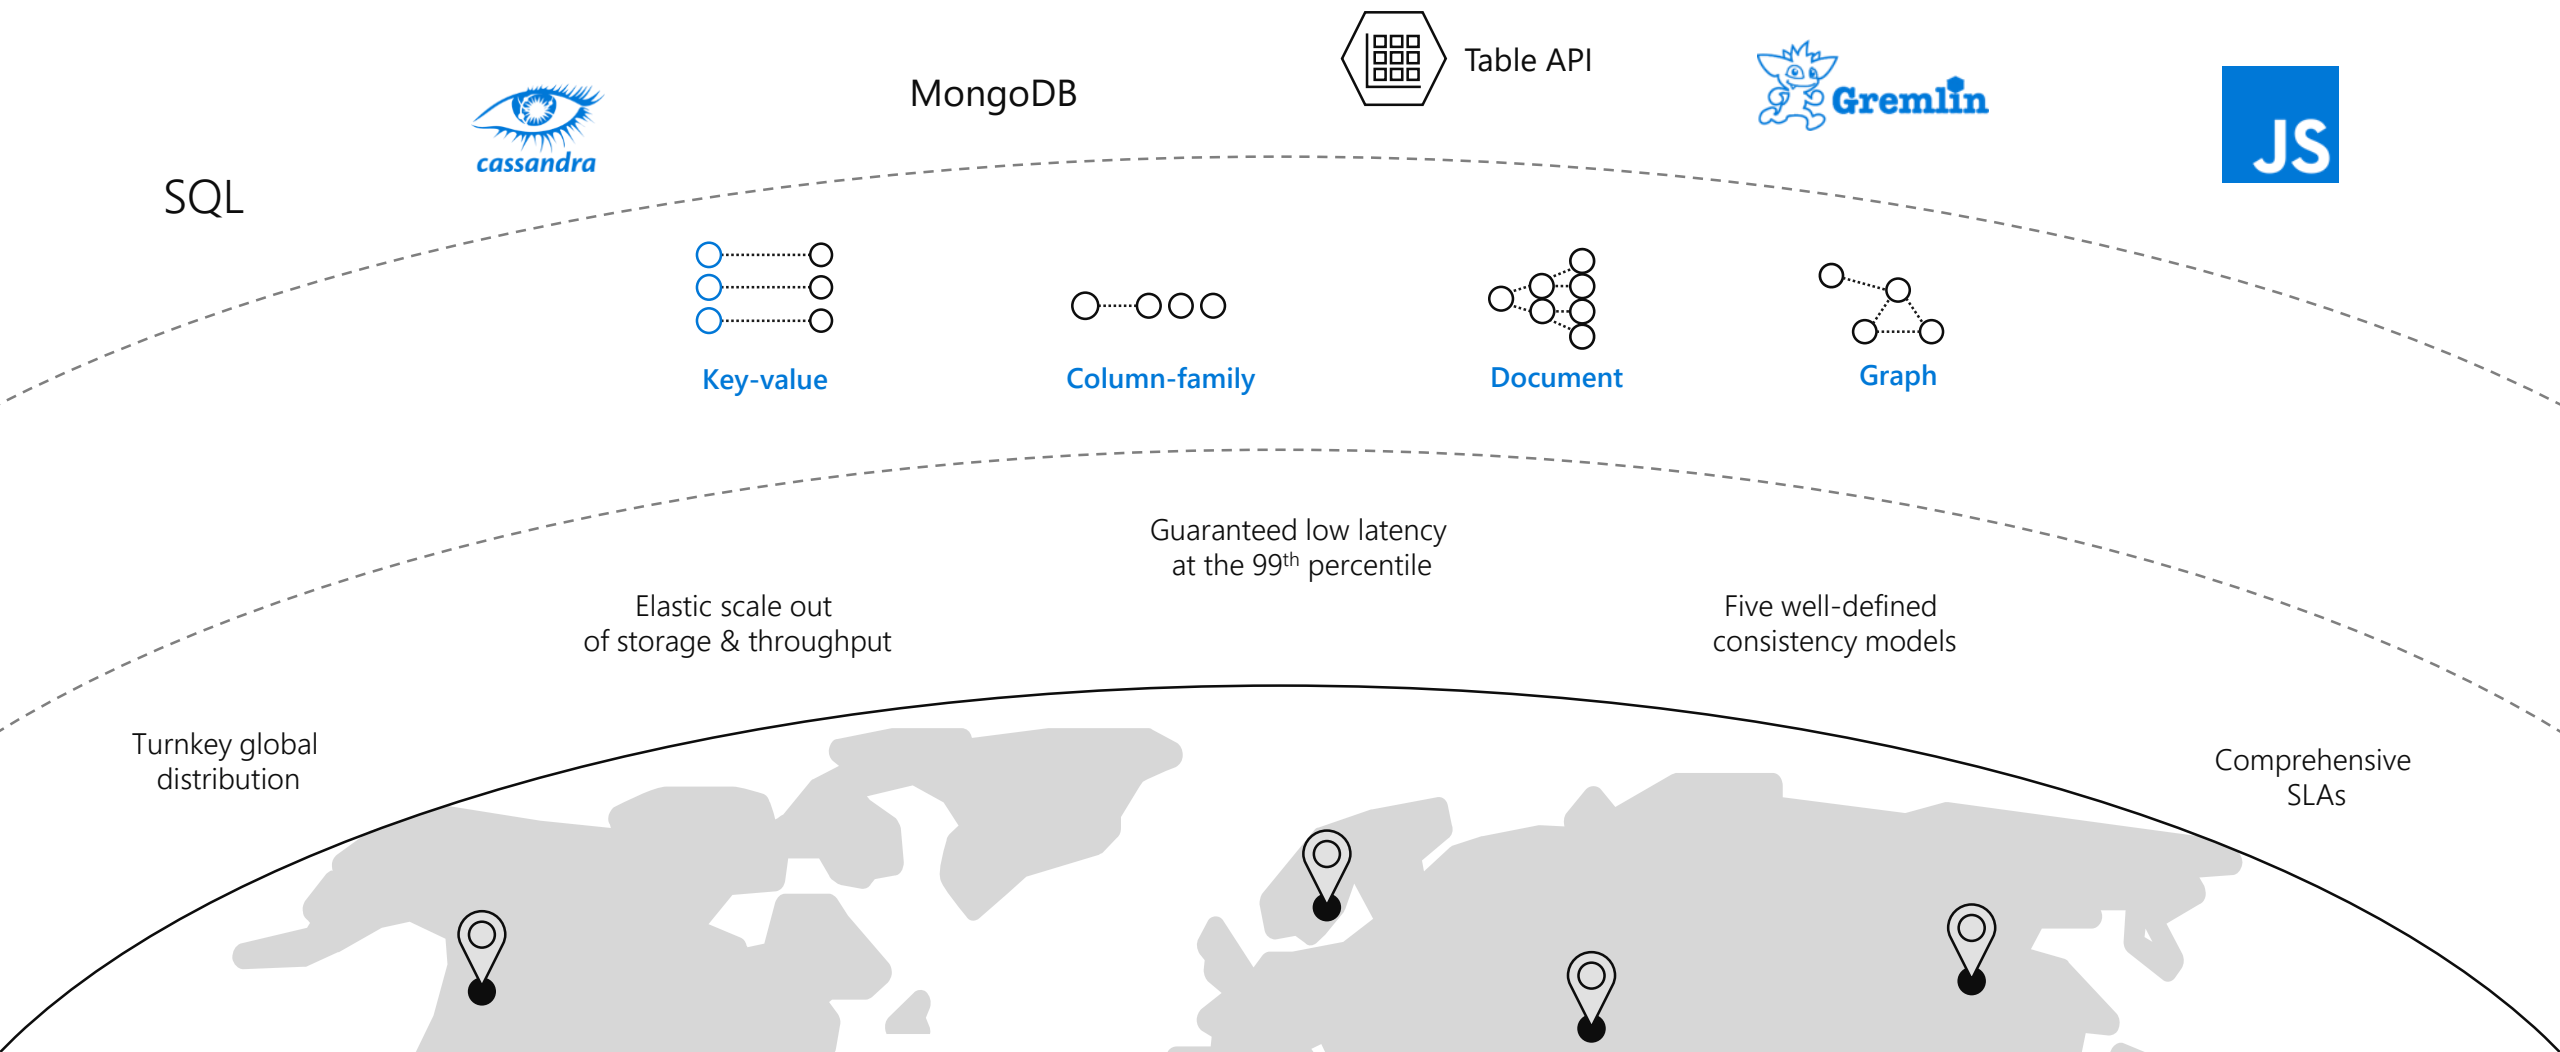 SQL
cassandra
MongoDB
Table API
Gremlin
JS
Key-value
Column-family
Document
Graph
Turnkey global
distribution
Elastic scale out
of storage & throughput
Guaranteed low latency
at the 99th percentile
Five well-defined
consistency models
Comprehensive
SLAs